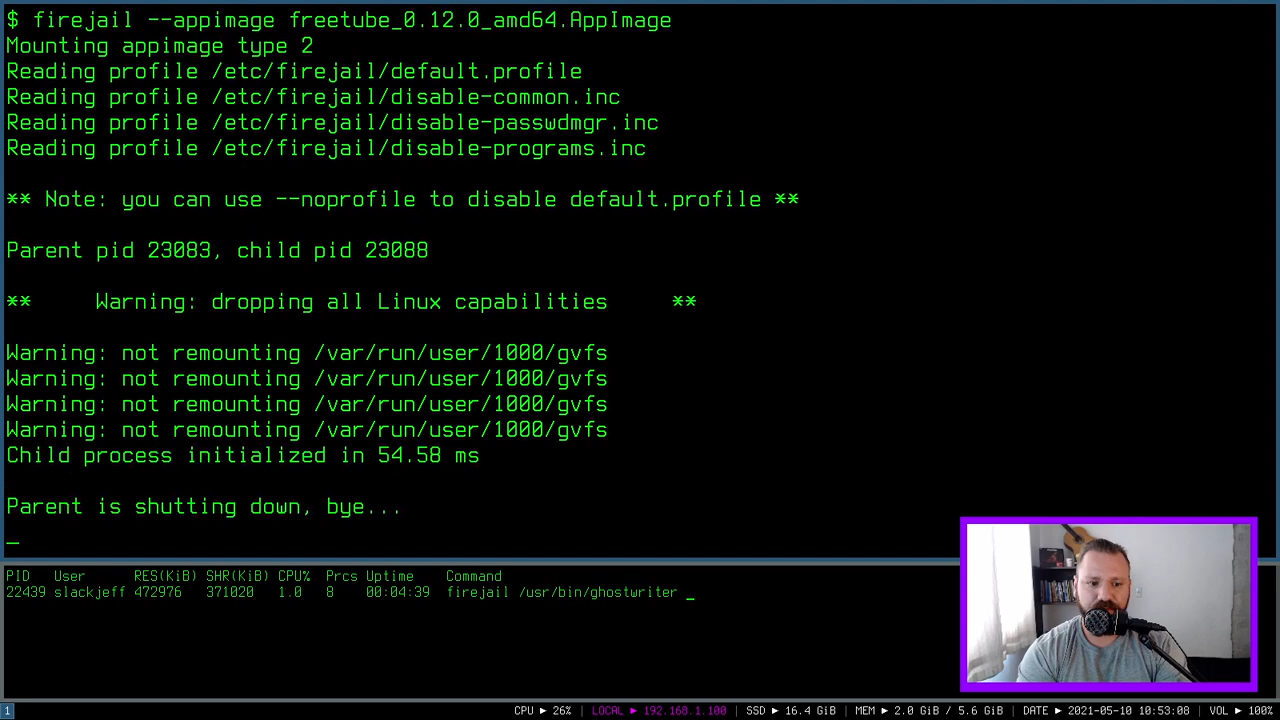 $ firejail --appimage freetube_0.12.0_amd64.AppImage
Mounting appimage type 2
Reading profile /etc/firejail/default.profile
Reading profile /etc/firejail/disable-common.inc
Reading profile /etc/firejail/disable-passwdmgr.inc
Reading profile /etc/firejail/disable-programs.inc
** Note: you can use --noprofile to disable default.profile **
Parent pid 23083, child pid 23088
** Warning: dropping all Linux capabilities **
Warning: not remounting /var/run/user/1000/gvfs
Warning: not remounting /var/run/user/1000/gvfs
Warning: not remounting /var/run/user/1000/gvfs
Warning: not remounting /var/run/user/1000/gvfs
Child process initialized in 54.58 ms
Parent is shutting down, bye...
_
PID User RES(KiB) SHR(KiB) CPU% Prcs Uptime Command
22439 slackjeff 472976 371020 1.0 8 00:04:39 firejail /usr/bin/ghostwriter _
1 CPU ► 26% | LOCAL ► 192.168.1.100 | SSD ► 16.4 GiB | MEM ► 2.0 GiB / 5.6 GiB | DATE ► 2021-05-10 10:53:08 | VOL ► 100%